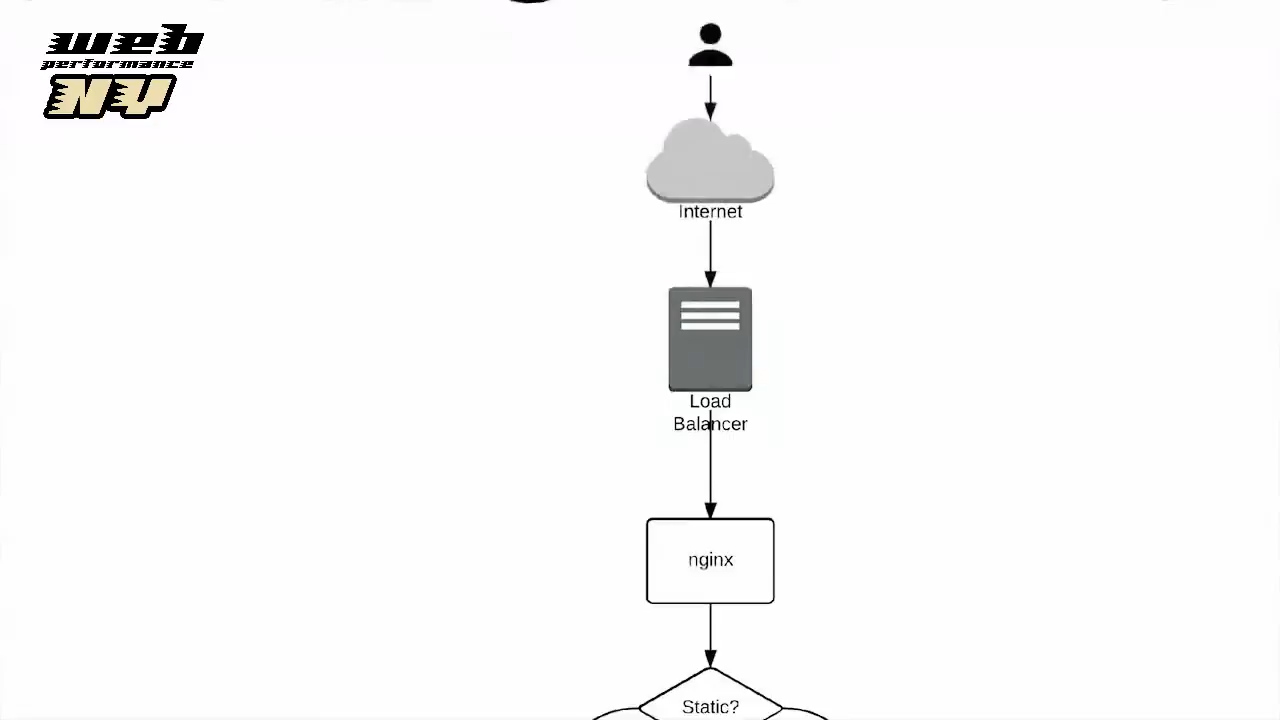 web
performance
NY
Internet
Load
Balancer
nginx
Static?